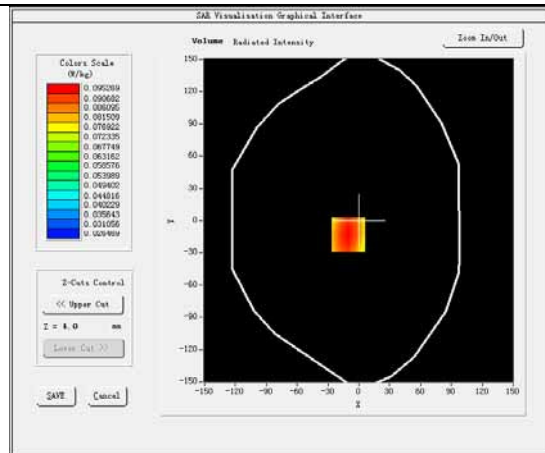 SAR Visualisation Graphical Interface
Volume Radiated Intensity
Zoom In/Out
Colors Scale
(W/kg)
0.095269
0.090682
0.086095
0.081509
0.076922
0.072335
0.067749
0.063162
0.058576
0.053989
0.049402
0.044816
0.040229
0.035643
0.031056
0.026469
150
120
90
60
30
0
-30
-60
-90
-120
-150
Y
-150 -120 -90 -60 -30 0 30 60 90 120 150
X
Z-Cuts Control
<< Upper Cut
Z = 4.0 mm
Lower Cut >>
SAVE Cancel